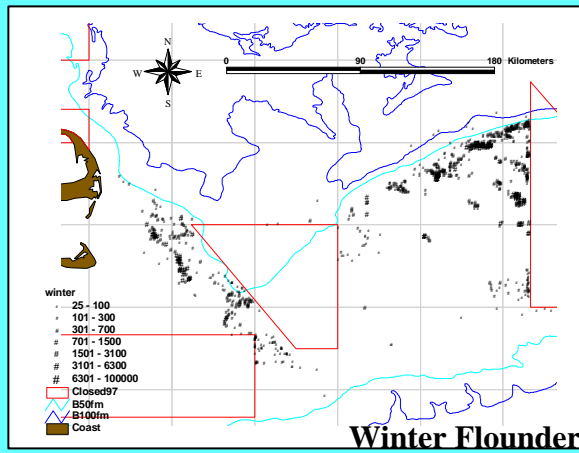 N
W E
S
0 90 180 Kilometers
winter
25 - 100
101 - 300
301 - 700
701 - 1500
1501 - 3100
3101 - 6300
6301 - 100000
Closed97
B50fm
B100fm
Coast
Winter Flounder